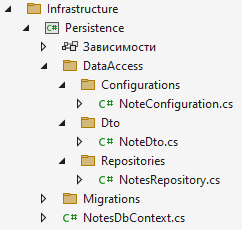 Infrastructure
Persistence
Зависимости
DataAccess
Configurations
C# NoteConfiguration.cs
Dto
C# NoteDto.cs
Repositories
C# NotesRepository.cs
Migrations
C# NotesDbContext.cs